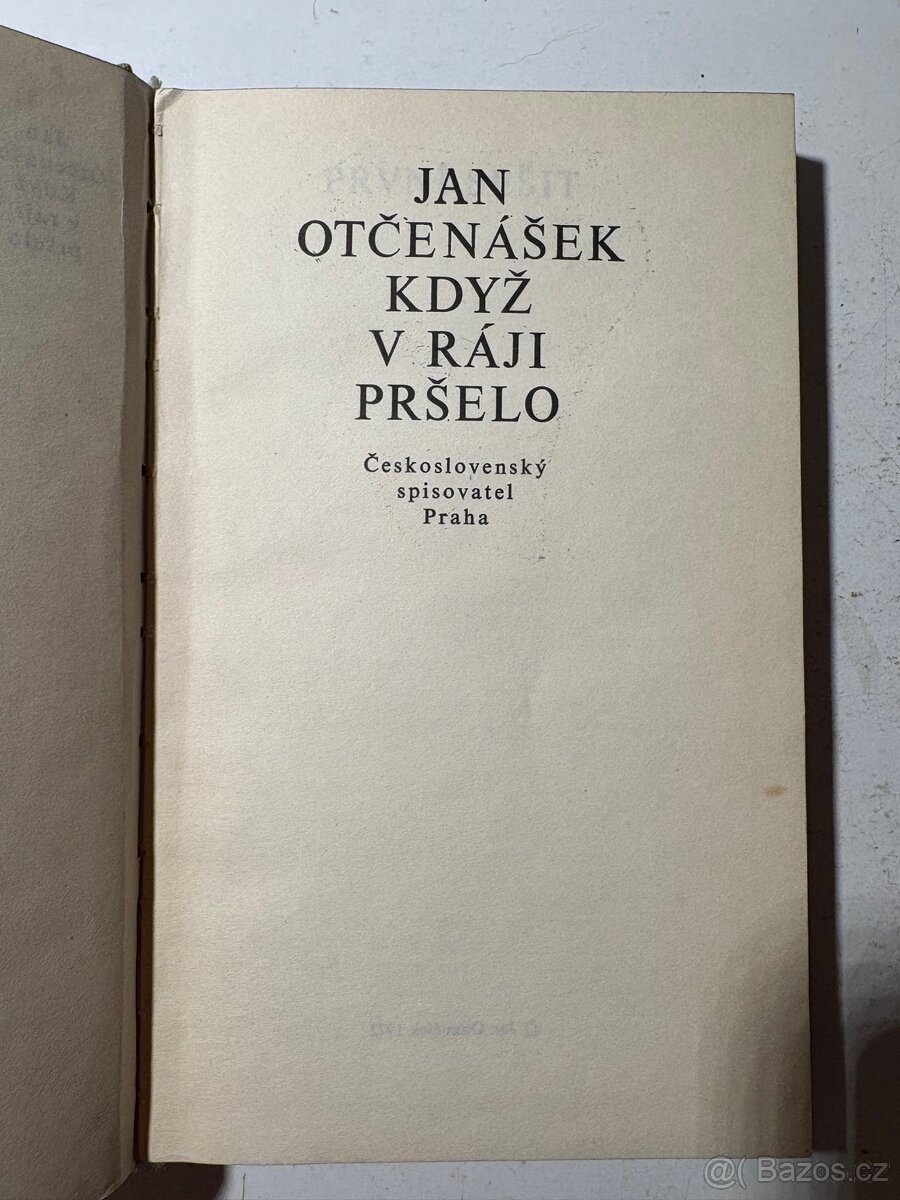 JAN
OTČENÁŠEK
KDYŽ
V RÁJI
PRŠELO
Československý
spisovatel
Praha
@( Bazos.cz